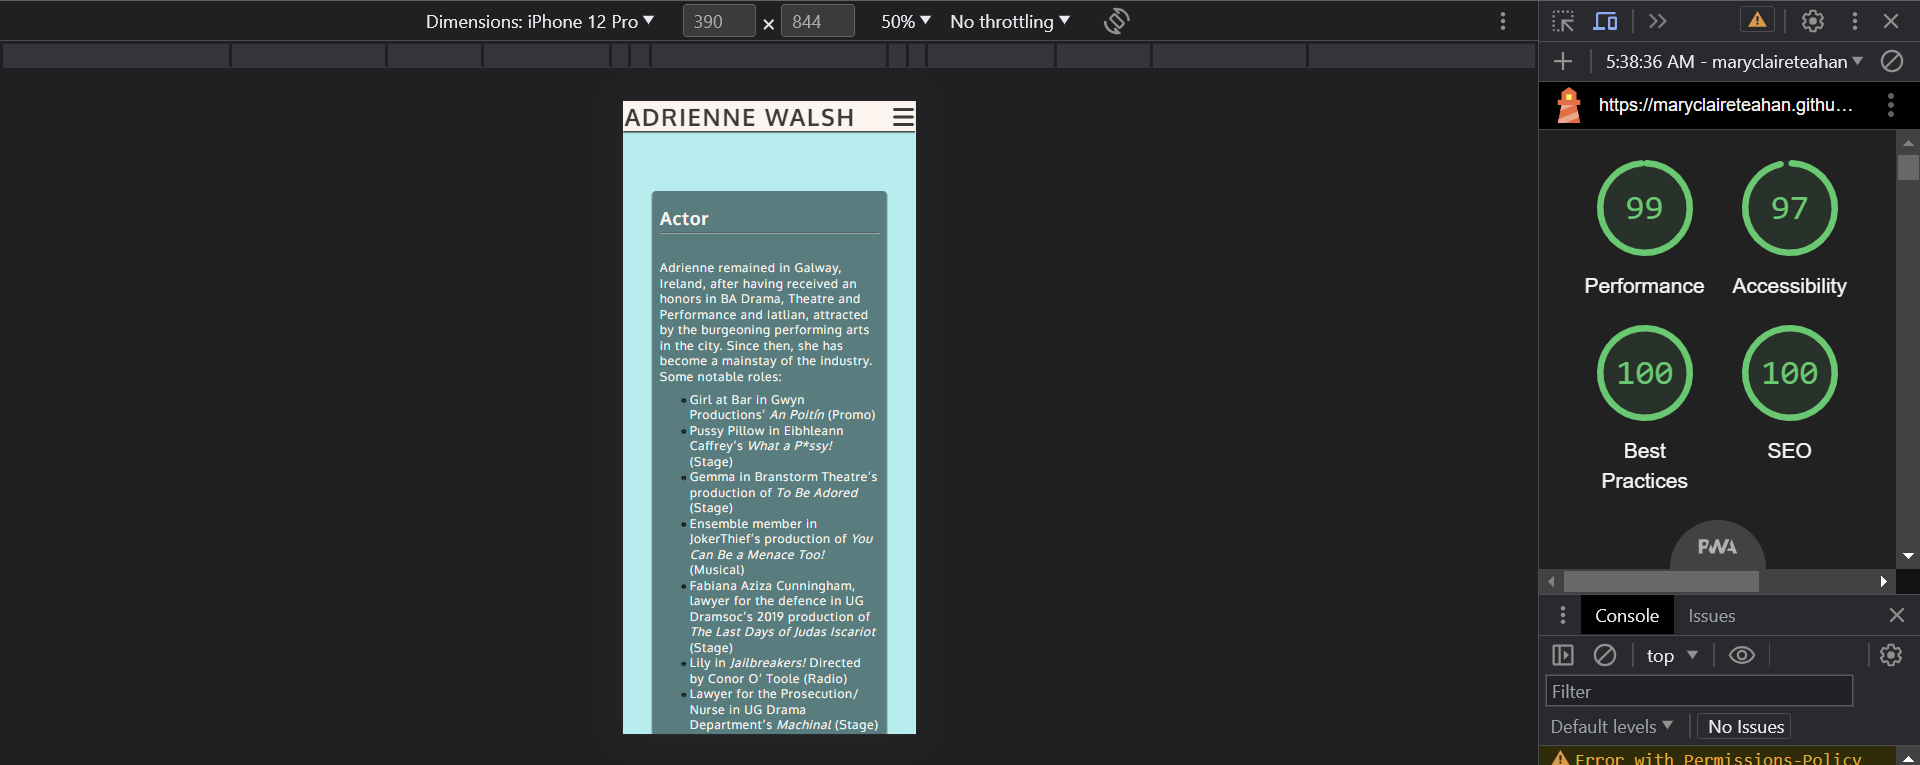 Dimensions: iPhone 12 Pro 390 × 844 50% No throttling
5:38:36 AM - maryclaireteahan
https://maryclaireteahan.githu...
ADRIENNE WALSH
Actor
Adrienne remained in Galway,
Ireland, after having received an
honors in BA Drama, Theatre and
Performance and Iatlian, attracted
by the burgeoning performing arts
in the city. Since then, she has
become a mainstay of the industry.
Some notable roles:
Girl at Bar in Gwyn
Productions' An Poitín (Promo)
Pussy Pillow in Eibhleann
Caffrey's What a P*ssy!
(Stage)
Gemma in Branstorm Theatre's
production of To Be Adored
(Stage)
Ensemble member in
JokerThief's production of You
Can Be a Menace Too!
(Musical)
Fabiana Aziza Cunningham,
lawyer for the defence in UG
Dramsoc's 2019 production of
The Last Days of Judas Iscariot
(Stage)
Lily in Jailbreakers! Directed
by Conor O' Toole (Radio)
Lawyer for the Prosecution/
Nurse in UG Drama
Department's Machinal (Stage)
99 97
Performance Accessibility
100 100
Best SEO
Practices
PWA
Console Issues
top
Filter
Default levels No Issues
Error with Permissions-Policy